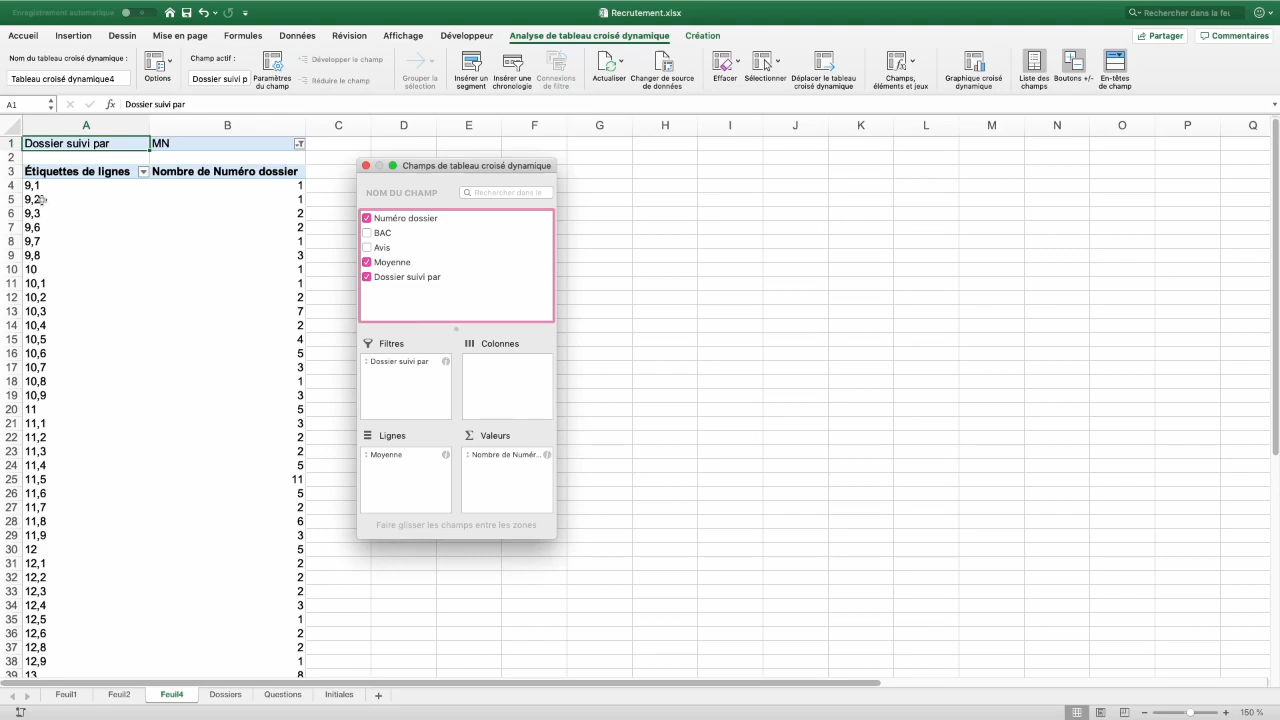 Enregistrement automatique
Recrutement.xlsx
Rechercher dans la feu
Accueil Insertion Dessin Mise en page Formules Données Révision Affichage Développeur Analyse de tableau croisé dynamique Création Partager Commentaires
Nom du tableau croisé dynamique :
Tableau croisé dynamique4
Options
Champ actif :
Dossier suivi p
Paramètres du champ
Développer le champ
Réduire le champ
Grouper la sélection
Insérer un segment
Insérer une chronologie
Connexions de filtre
Actualiser
Changer de source de données
Effacer
Sélectionner
Déplacer le tableau croisé dynamique
Champs, éléments et jeux
Graphique croisé dynamique
Liste des champs
Boutons +/-
En-têtes de champ
A1 fx Dossier suivi par
A B C D E F G H I J K L M N O P Q
1 Dossier suivi par MN
2
3 Étiquettes de lignes Nombre de Numéro dossier
4 9,1 1
5 9,2 1
6 9,3 2
7 9,6 2
8 9,7 1
9 9,8 3
10 10 1
11 10,1 1
12 10,2 2
13 10,3 7
14 10,4 2
15 10,5 4
16 10,6 5
17 10,7 3
18 10,8 1
19 10,9 3
20 11 5
21 11,1 3
22 11,2 2
23 11,3 2
24 11,4 5
25 11,5 11
26 11,6 5
27 11,7 2
28 11,8 6
29 11,9 3
30 12 5
31 12,1 2
32 12,2 2
33 12,3 2
34 12,4 3
35 12,5 1
36 12,6 2
37 12,8 2
38 12,9 1
39 13 8
Champs de tableau croisé dynamique
NOM DU CHAMP Rechercher dans le
Numéro dossier
BAC
Avis
Moyenne
Dossier suivi par
Filtres Colonnes
Dossier suivi par
Lignes Valeurs
Moyenne Nombre de Numér...
Faire glisser les champs entre les zones
Feuil1 Feuil2 Feuil4 Dossiers Questions Initiales +
150 %